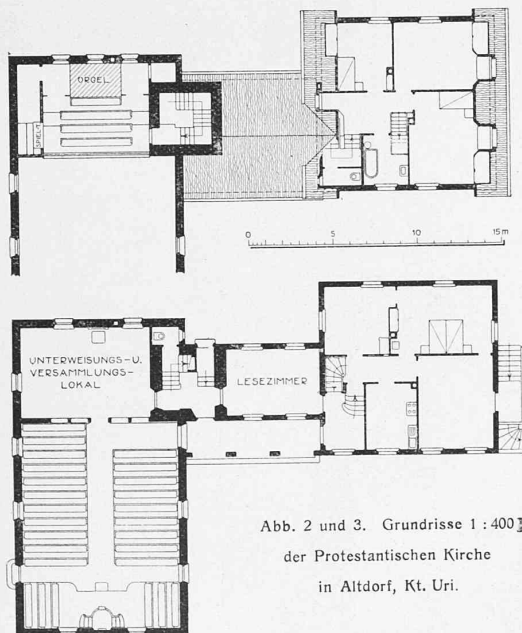 ORGEL
SPIELT.
0 5 10 15 m
UNTERWEISUNGS- U.
VERSAMMLUNGS-
LOKAL
LESEZIMMER
Abb. 2 und 3. Grundrisse 1 : 400
der Protestantischen Kirche
in Altdorf, Kt. Uri.